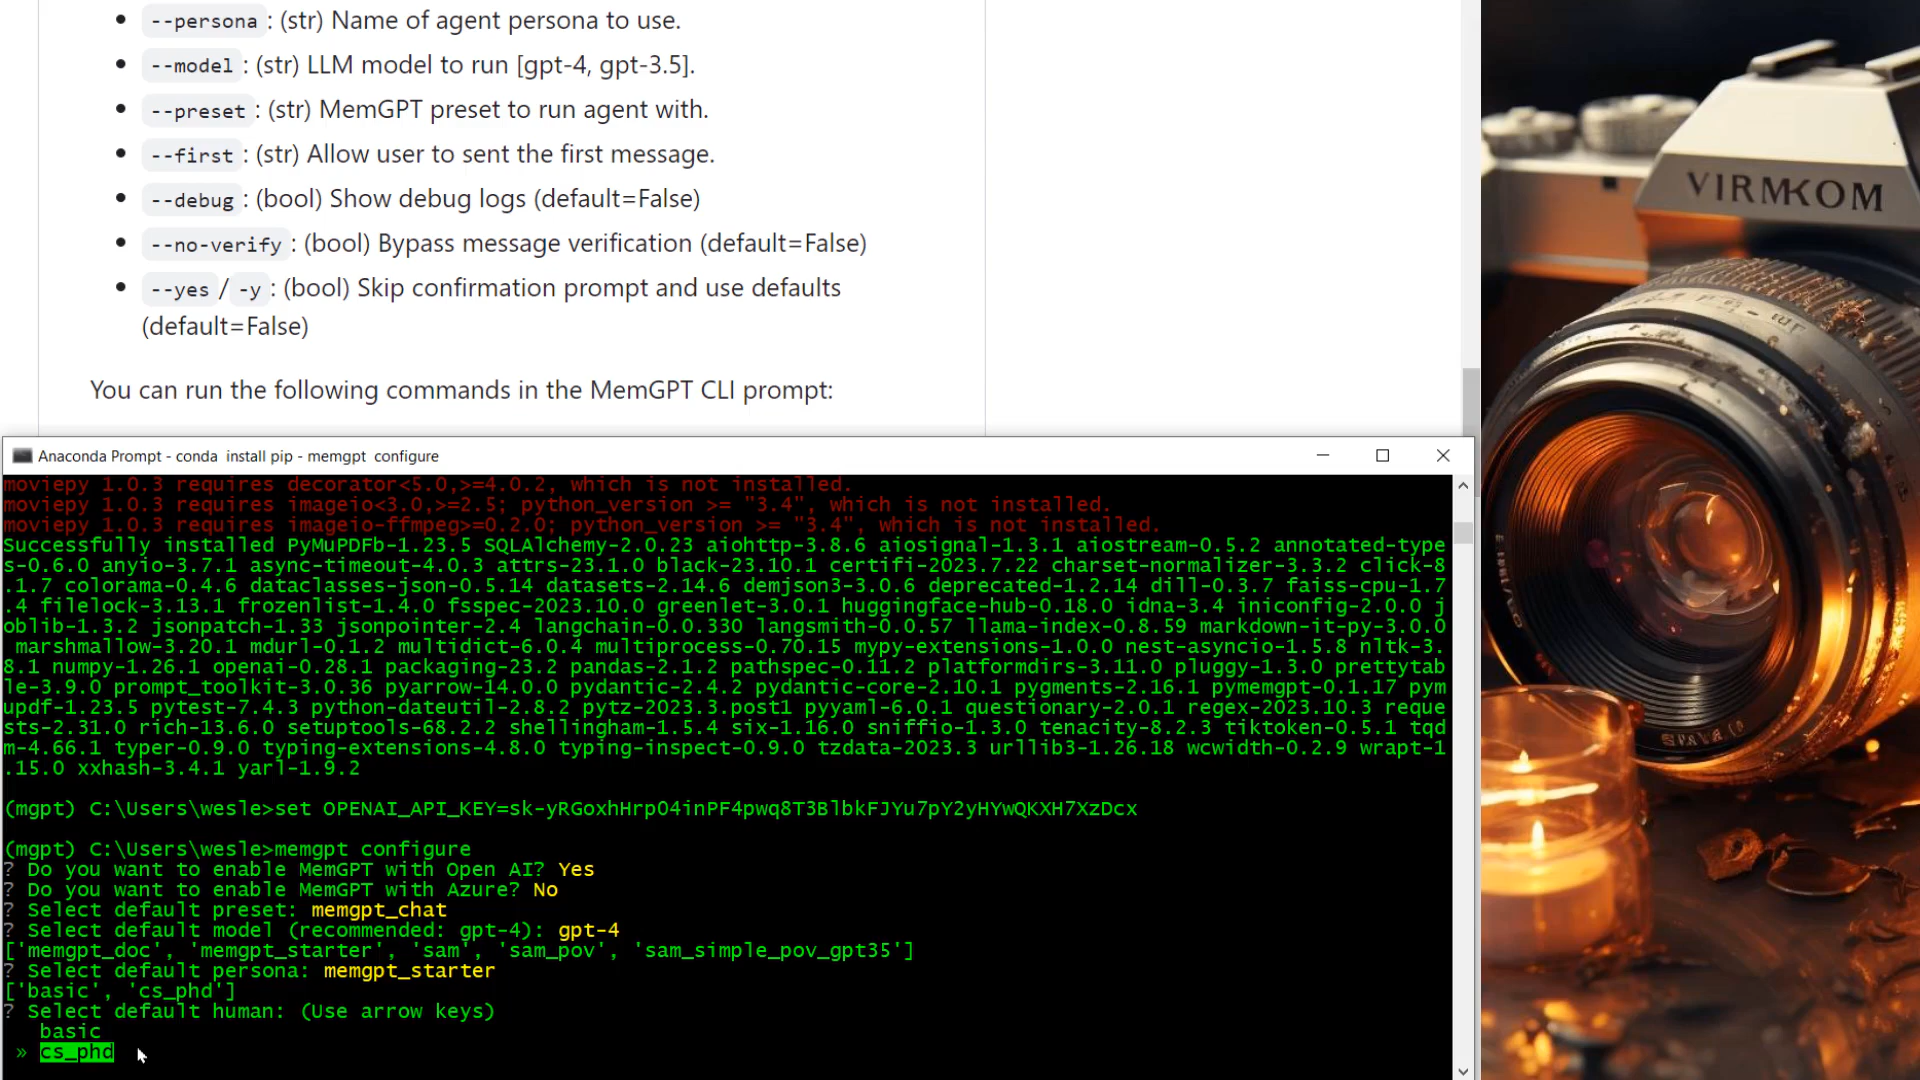 --persona: (str) Name of agent persona to use.
--model: (str) LLM model to run [gpt-4, gpt-3.5].
--preset: (str) MemGPT preset to run agent with.
--first: (str) Allow user to sent the first message.
--debug: (bool) Show debug logs (default=False)
--no-verify: (bool) Bypass message verification (default=False)
--yes/-y: (bool) Skip confirmation prompt and use defaults
(default=False)
You can run the following commands in the MemGPT CLI prompt:
VIRMKOM
Anaconda Prompt - conda install pip - memgpt configure
moviepy 1.0.3 requires decorator<5.0,>=4.0.2, which is not installed.
moviepy 1.0.3 requires imageio<3.0,>=2.5; python_version >= "3.4", which is not installed.
moviepy 1.0.3 requires imageio-ffmpeg>=0.2.0; python_version >= "3.4", which is not installed.
Successfully installed PyMuPDFb-1.23.5 SQLAlchemy-2.0.23 aiohttp-3.8.6 aiosignal-1.3.1 aiostream-0.5.2 annotated-type
s-0.6.0 anyio-3.7.1 async-timeout-4.0.3 attrs-23.1.0 black-23.10.1 certifi-2023.7.22 charset-normalizer-3.3.2 click-8
.1.7 colorama-0.4.6 dataclasses-json-0.5.14 datasets-2.14.6 demjson3-3.0.6 deprecated-1.2.14 dill-0.3.7 faiss-cpu-1.7
.4 filelock-3.13.1 frozenlist-1.4.0 fsspec-2023.10.0 greenlet-3.0.1 huggingface-hub-0.18.0 idna-3.4 iniconfig-2.0.0 j
oblib-1.3.2 jsonpatch-1.33 jsonpointer-2.4 langchain-0.0.330 langsmith-0.0.57 llama-index-0.8.59 markdown-it-py-3.0.0
marshmallow-3.20.1 mdurl-0.1.2 multidict-6.0.4 multiprocess-0.70.15 mypy-extensions-1.0.0 nest-asyncio-1.5.8 nltk-3.
8.1 numpy-1.26.1 openai-0.28.1 packaging-23.2 pandas-2.1.2 pathspec-0.11.2 platformdirs-3.11.0 pluggy-1.3.0 prettytab
le-3.9.0 prompt_toolkit-3.0.36 pyarrow-14.0.0 pydantic-2.4.2 pydantic-core-2.10.1 pygments-2.16.1 pymemgpt-0.1.17 pym
updf-1.23.5 pytest-7.4.3 python-dateutil-2.8.2 pytz-2023.3.post1 pyyaml-6.0.1 questionary-2.0.1 regex-2023.10.3 reque
sts-2.31.0 rich-13.6.0 setuptools-68.2.2 shellingham-1.5.4 six-1.16.0 sniffio-1.3.0 tenacity-8.2.3 tiktoken-0.5.1 tqd
m-4.66.1 typer-0.9.0 typing-extensions-4.8.0 typing-inspect-0.9.0 tzdata-2023.3 urllib3-1.26.18 wcwidth-0.2.9 wrapt-1
.15.0 xxhash-3.4.1 yarl-1.9.2
(mgpt) C:\Users\wesle>set OPENAI_API_KEY=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
(mgpt) C:\Users\wesle>memgpt configure
? Do you want to enable MemGPT with Open AI? Yes
? Do you want to enable MemGPT with Azure? No
? Select default preset: memgpt_chat
? Select default model (recommended: gpt-4): gpt-4
['memgpt_doc', 'memgpt_starter', 'sam', 'sam_pov', 'sam_simple_pov_gpt35']
? Select default persona: memgpt_starter
['basic', 'cs_phd']
? Select default human: (Use arrow keys)
basic
» cs_phd